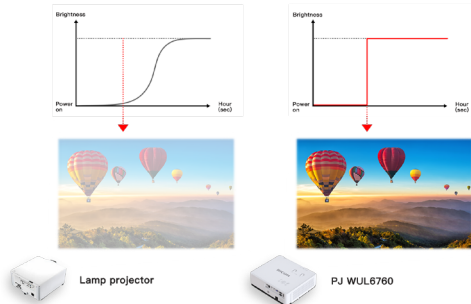 Brightness
Power
on
Hour
(sec)
Brightness
Power
on
Hour
(sec)
Lamp projector
PJ WUL6760